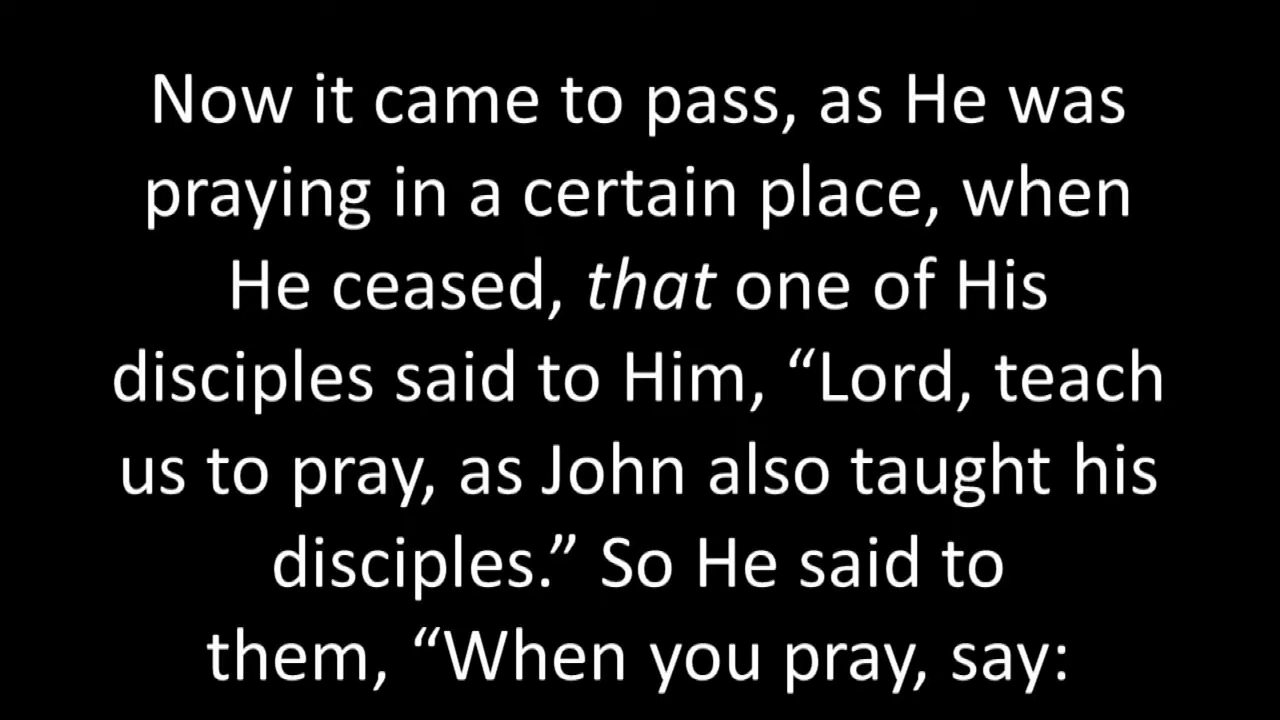 Now it came to pass, as He was
praying in a certain place, when
He ceased, that one of His
disciples said to Him, “Lord, teach
us to pray, as John also taught his
disciples.” So He said to
them, “When you pray, say: